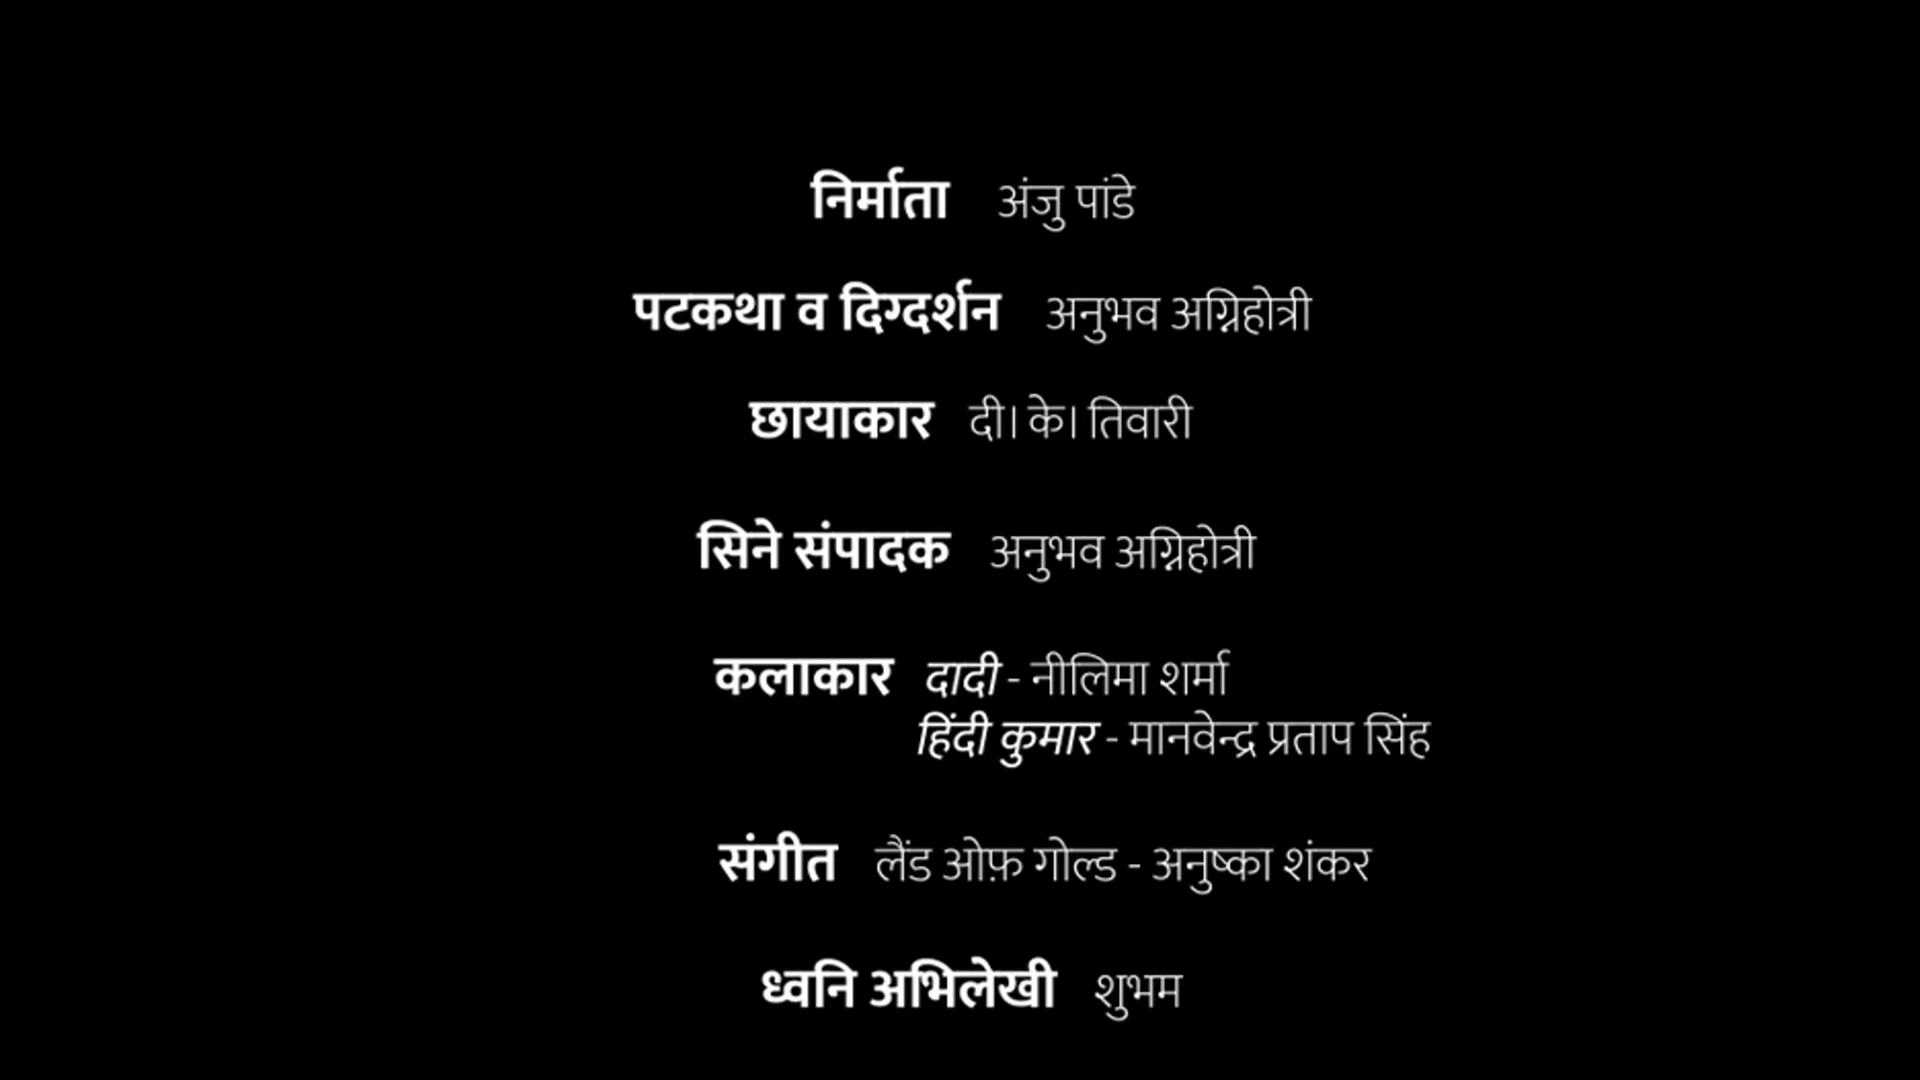 निर्माता अंजु पांडे
पटकथा व दिग्दर्शन अनुभव अग्निहोत्री
छायाकार दी। के। तिवारी
सिने संपादक अनुभव अग्निहोत्री
कलाकार दादी - नीलिमा शर्मा
हिंदी कुमार - मानवेन्द्र प्रताप सिंह
संगीत लैंड ओफ़ गोल्ड - अनुष्का शंकर
ध्वनि अभिलेखी शुभम